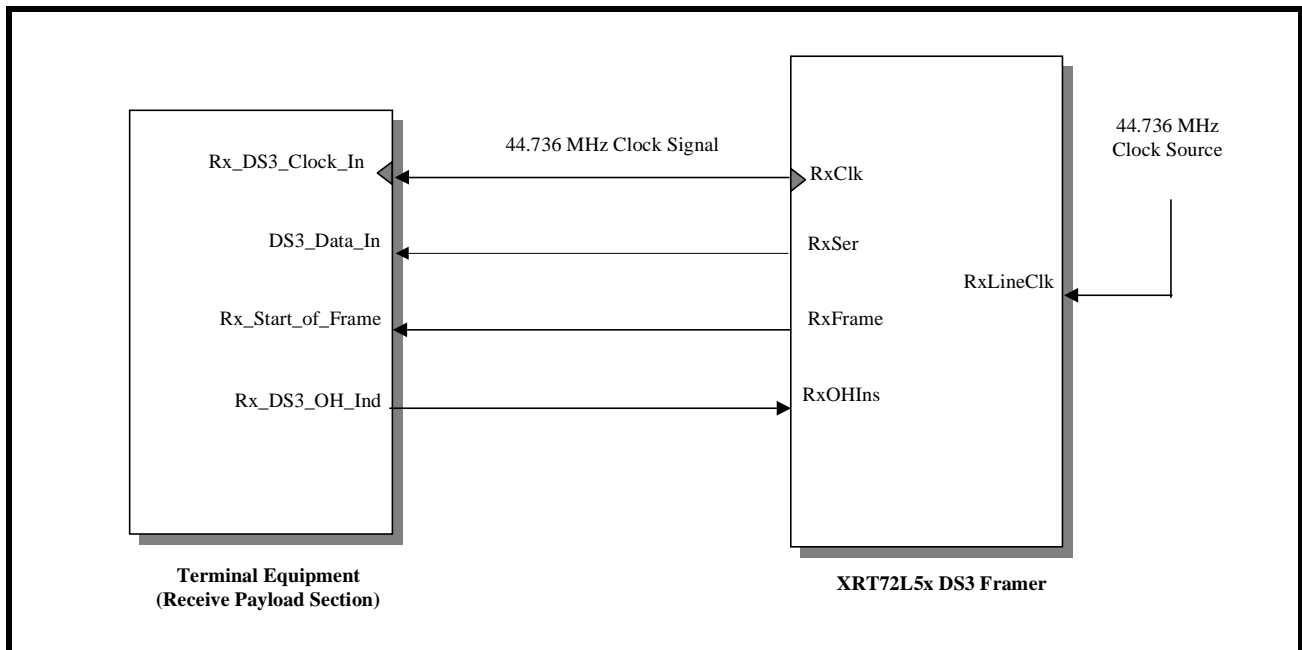 44.736 MHz
Clock Source
44.736 MHz Clock Signal
Rx_DS3_Clock_In
RxClk
DS3_Data_In
RxSer
RxLineClk
Rx_Start_of_Frame
RxFrame
Rx_DS3_OH_Ind
RxOHIns
Terminal Equipment
(Receive Payload Section)
XRT72L5x DS3 Framer